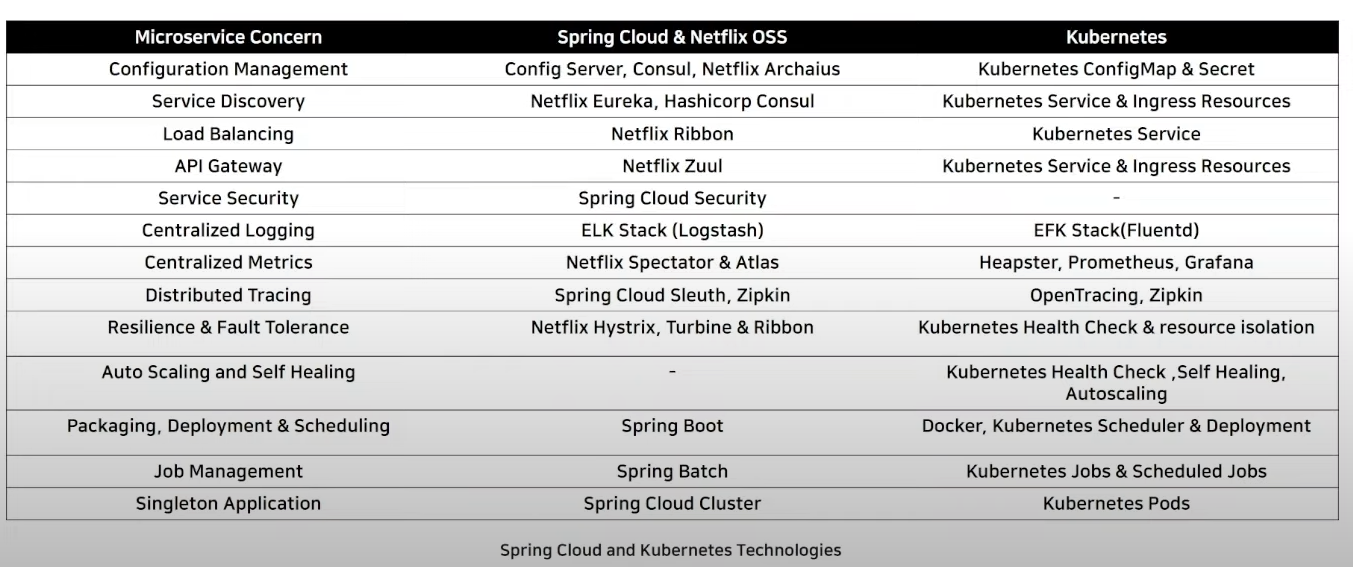 Microservice Concern Spring Cloud & Netflix OSS Kubernetes
Configuration Management Config Server, Consul, Netflix Archaius Kubernetes ConfigMap & Secret
Service Discovery Netflix Eureka, Hashicorp Consul Kubernetes Service & Ingress Resources
Load Balancing Netflix Ribbon Kubernetes Service
API Gateway Netflix Zuul Kubernetes Service & Ingress Resources
Service Security Spring Cloud Security -
Centralized Logging ELK Stack (Logstash) EFK Stack(Fluentd)
Centralized Metrics Netflix Spectator & Atlas Heapster, Prometheus, Grafana
Distributed Tracing Spring Cloud Sleuth, Zipkin OpenTracing, Zipkin
Resilience & Fault Tolerance Netflix Hystrix, Turbine & Ribbon Kubernetes Health Check & resource isolation
Auto Scaling and Self Healing - Kubernetes Health Check ,Self Healing,
Autoscaling
Packaging, Deployment & Scheduling Spring Boot Docker, Kubernetes Scheduler & Deployment
Job Management Spring Batch Kubernetes Jobs & Scheduled Jobs
Singleton Application Spring Cloud Cluster Kubernetes Pods
Spring Cloud and Kubernetes Technologies